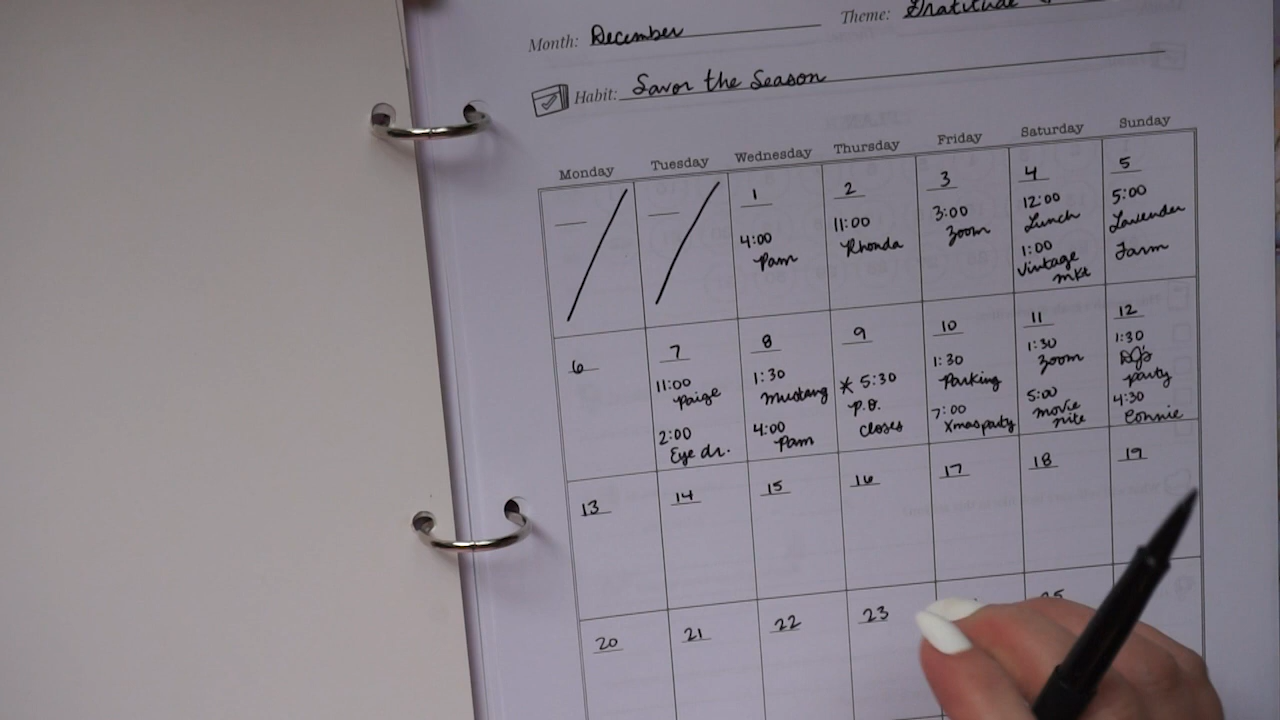 Month: December
Theme: Gratitude
Habit: Savor the Season
Monday Tuesday Wednesday Thursday Friday Saturday Sunday
1
4:00
Pam
2
11:00
Rhonda
3
3:00
Zoom
4
12:00
Lunch
1:00
Vintage
mkt
5
5:00
Lavender
Farm
6
7
11:00
Paige
2:00
Eye dr.
8
1:30
Mustang
4:00
Pam
9
* 5:30
P.O.
closes
10
1:30
Parking
7:00
Xmas party
11
1:30
Zoom
5:00
movie
nite
12
1:30
DJ's
party
4:30
Connie
13
14
15
16
17
18
19
20
21
22
23
25